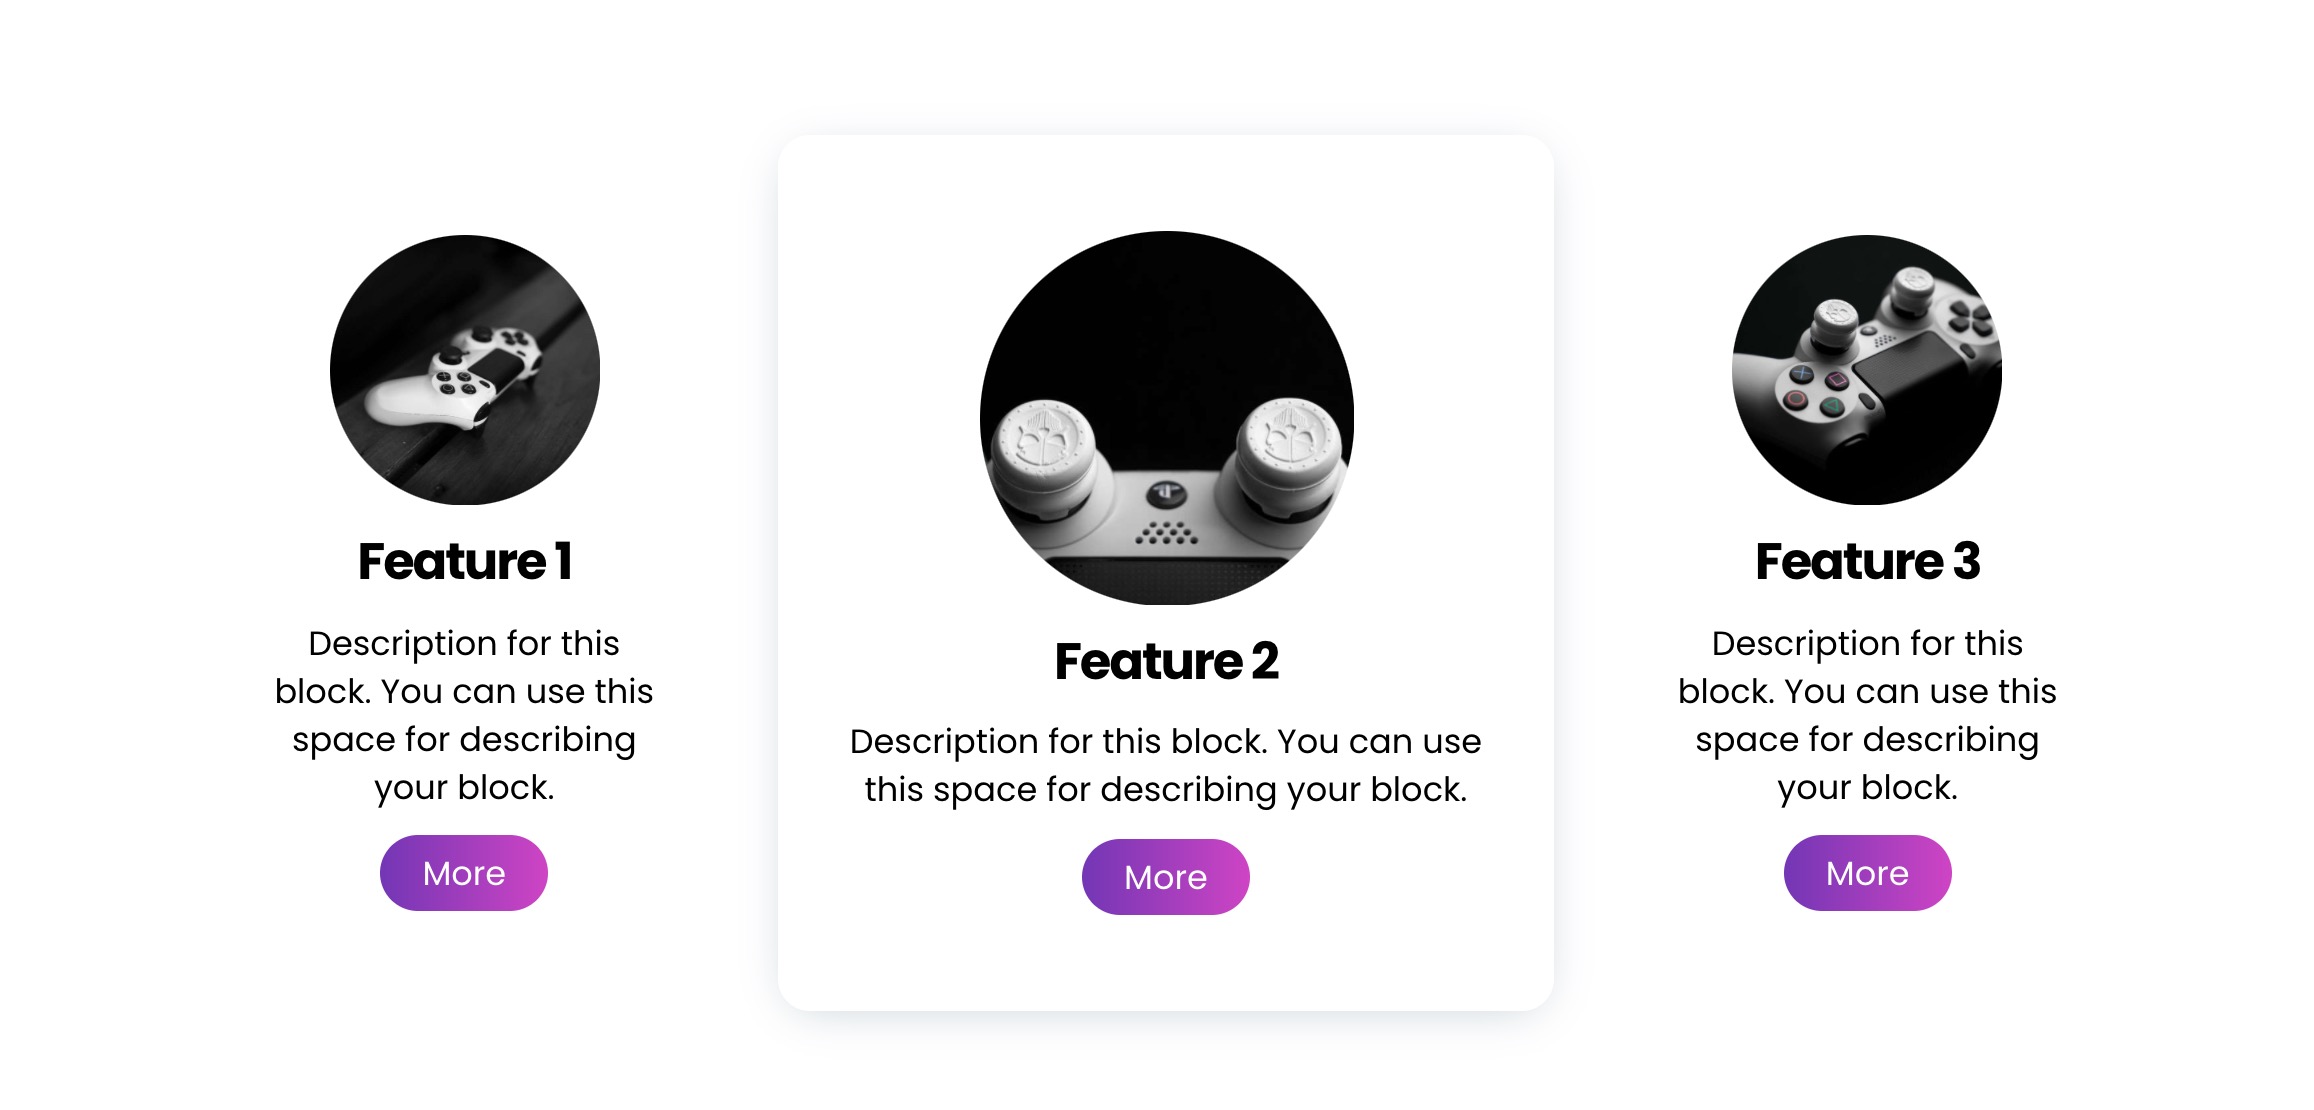 Feature 1
Description for this
block. You can use this
space for describing
your block.
More
Feature 2
Description for this block. You can use
this space for describing your block.
More
Feature 3
Description for this
block. You can use this
space for describing
your block.
More